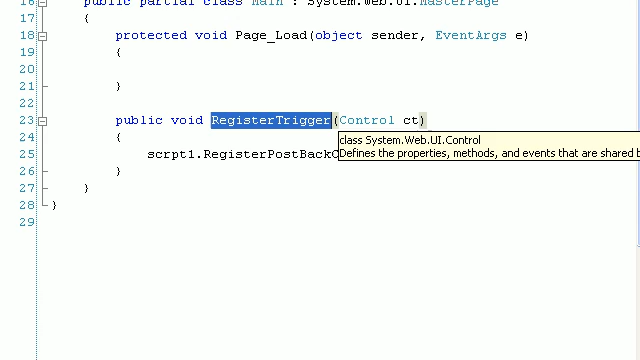 16 public partial class Main : System.Web.UI.MasterPage
17 {
18 protected void Page_Load(object sender, EventArgs e)
19 {
20
21 }
22
23 public void RegisterTrigger(Control ct)
24 {
class System.Web.UI.Control
25 scrpt1.RegisterPostBackC
Defines the properties, methods, and events that are shared b
26 }
27 }
28 }
29